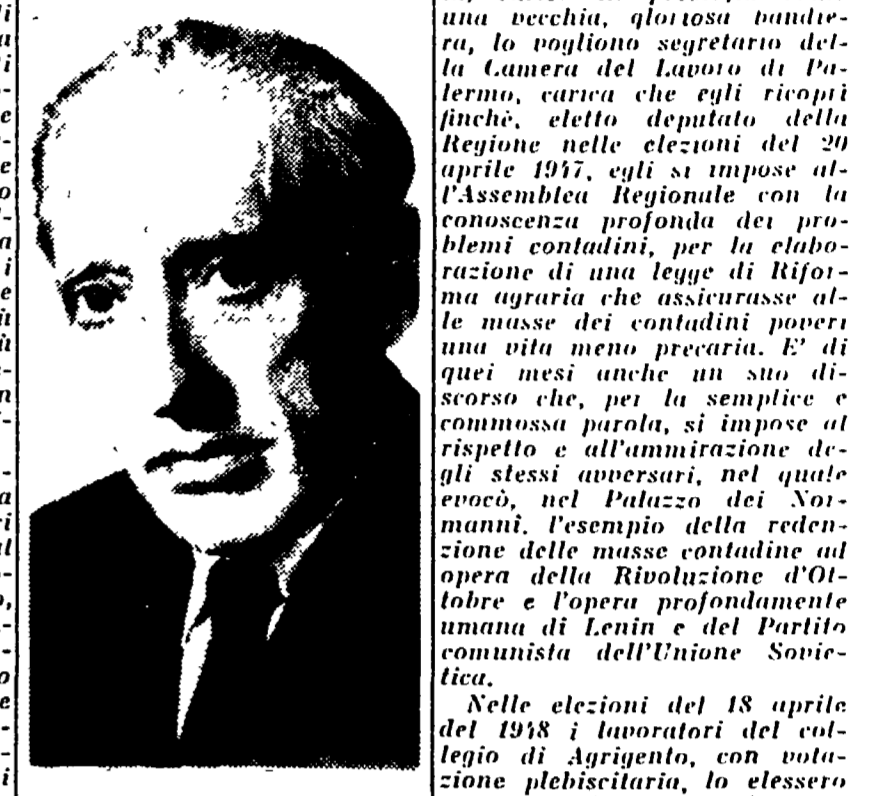 una vecchia, gloriosa bandie-
ra, lo vogliono segretario del-
la Camera del Lavoro di Pa-
lermo, carica che egli ricoprì
finchè, eletto deputato della
Regione nelle elezioni del 20
aprile 1947, egli si impose al-
l'Assemblea Regionale con la
conoscenza profonda dei pro-
blemi contadini, per la elabo-
razione di una legge di Rifor-
ma agraria che assicurasse al-
le masse dei contadini poveri
una vita meno precaria. E' di
quei mesi anche un suo di-
scorso che, per la semplice e
commossa parola, si impose al
rispetto e all'ammirazione de-
gli stessi avversari, nel quale
evocò, nel Palazzo dei Nor-
manni, l'esempio della reden-
zione delle masse contadine ad
opera della Rivoluzione d'Ot-
tobre e l'opera profondamente
umana di Lenin e del Partito
comunista dell'Unione Sovie-
tica.
Nelle elezioni del 18 aprile
del 1948 i lavoratori del col-
legio di Agrigento, con vota-
zione plebiscitaria, lo elessero